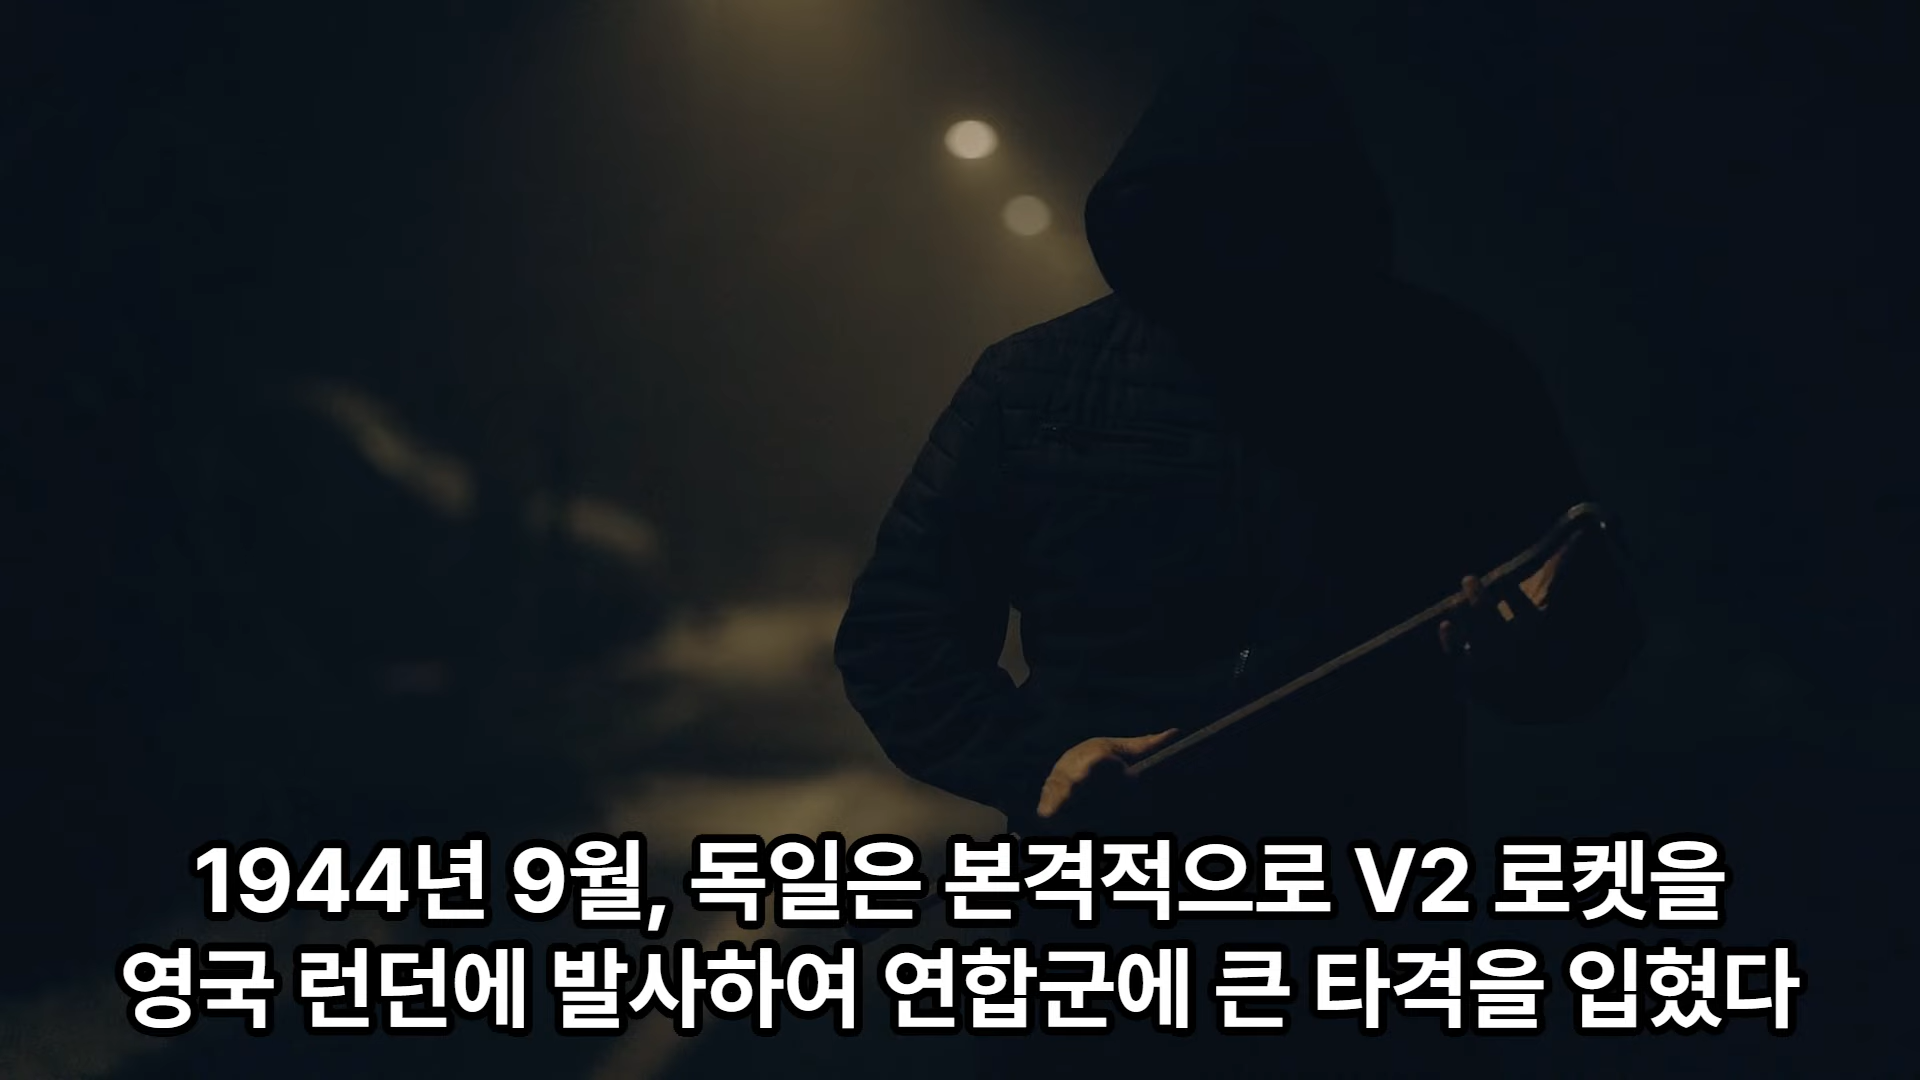 1944년 9월, 독일은 본격적으로 V2 로켓을
영국 런던에 발사하여 연합군에 큰 타격을 입혔다